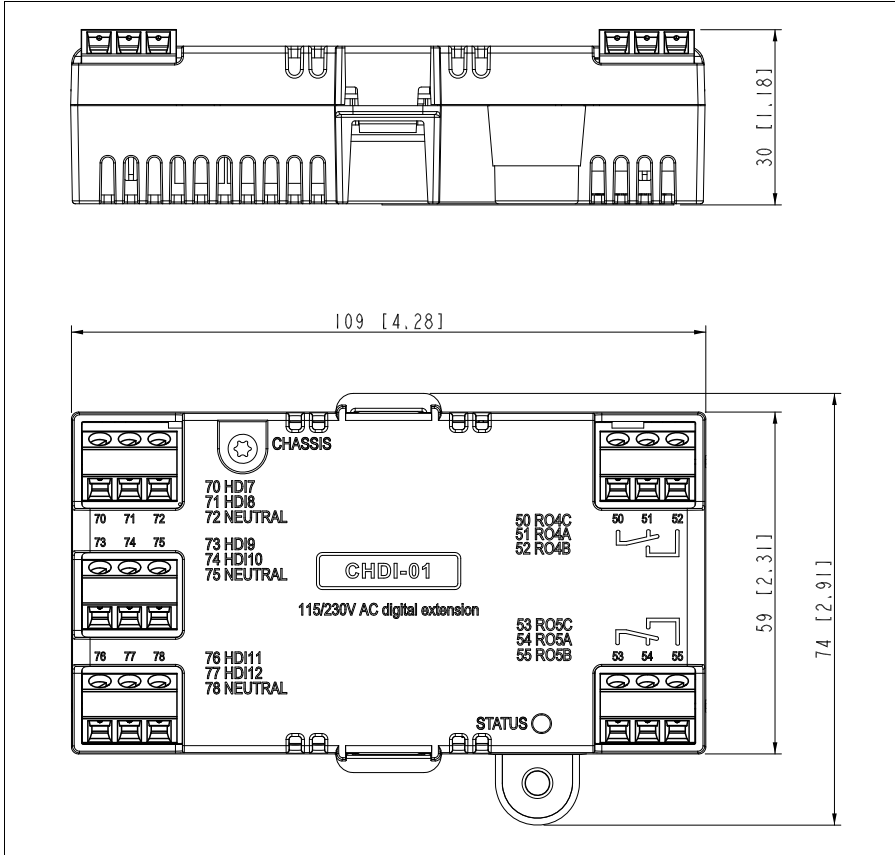 30 [1.18]
109 [4.28]
CHASSIS
70 HDI7
71 HDI8
72 NEUTRAL
70 71 72
73 74 75
73 HDI9
74 HDI10
75 NEUTRAL
50 RO4C
51 RO4A
52 RO4B
50 51 52
CHDI-01
115/230V AC digital extension
59 [2.31]
74 [2.91]
53 RO5C
54 RO5A
55 RO5B
53 54 55
76 77 78
76 HDI11
77 HDI12
78 NEUTRAL
STATUS